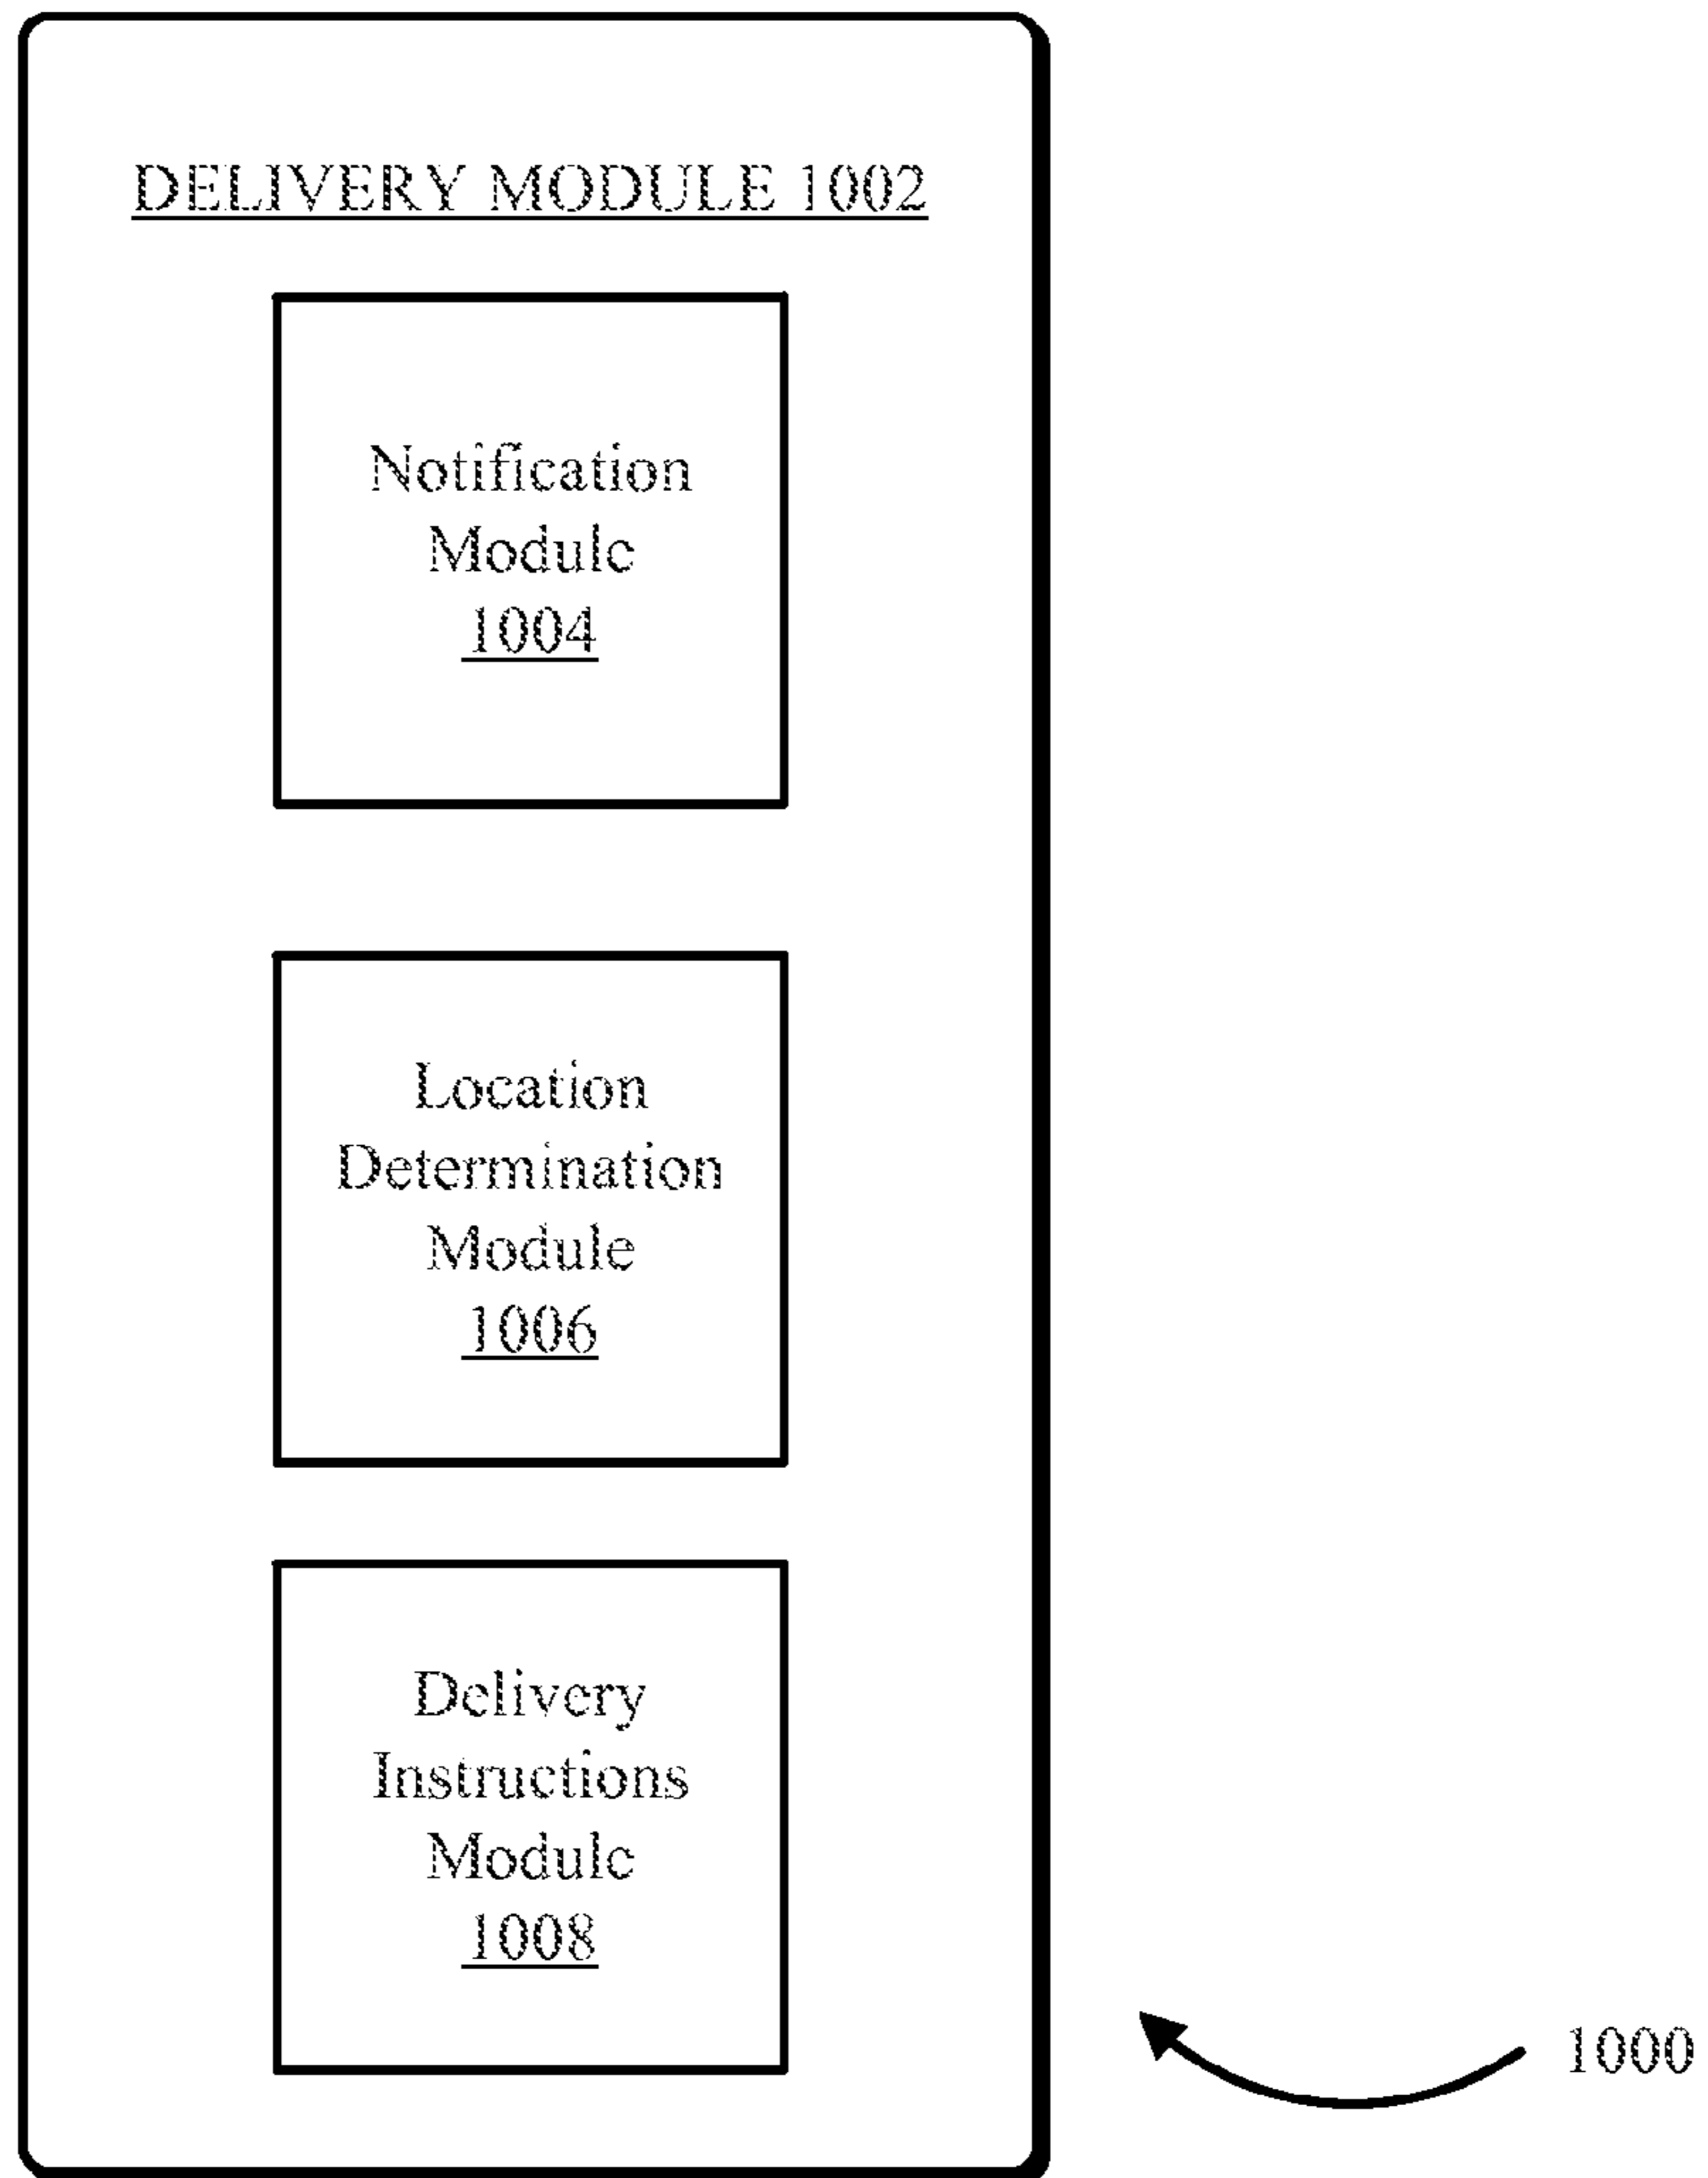 DELIVERY MODULE 1002
Notification
Module
1004
Location
Determination
Module
1006
Delivery
Instructions
Module
1008
1000